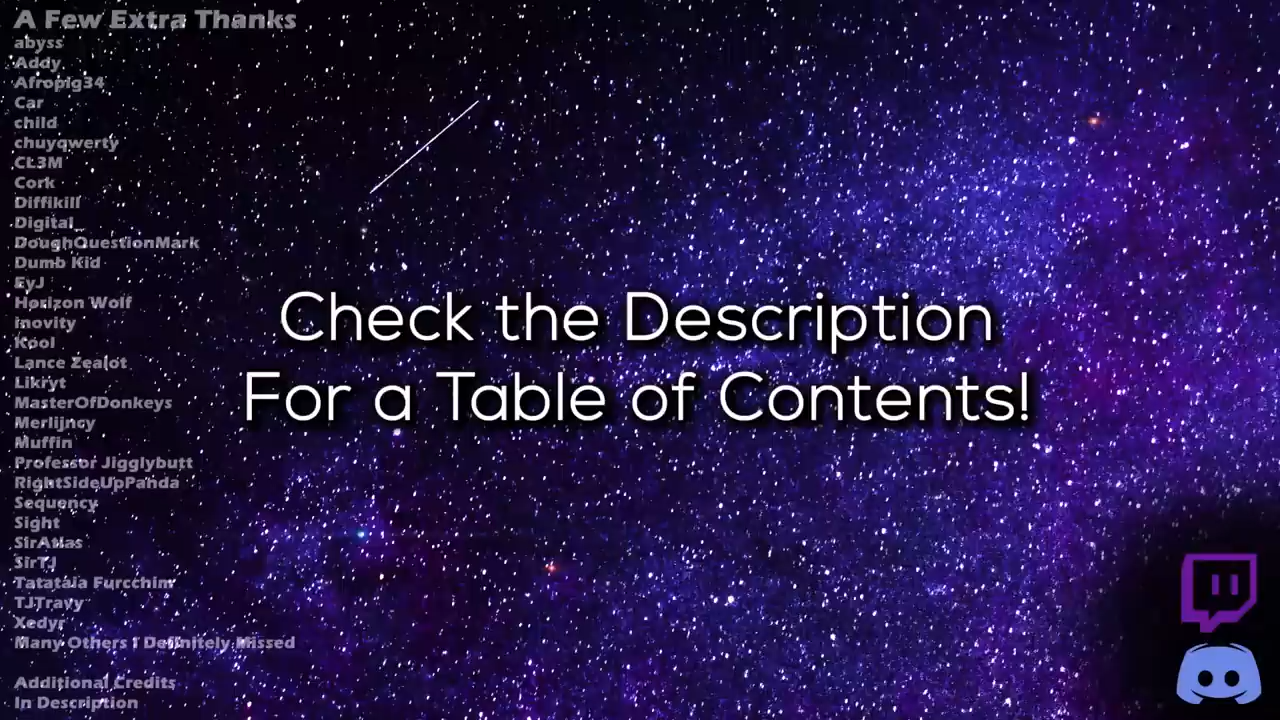 A Few Extra Thanks
abyss
Addy
Afropig34
Car
child
chuyqwerty
CL3M
Cork
Diffikill
Digital_
DoughQuestionMark
Dumb Kid
EyJ
Horizon Wolf
inovity
Kool
Lance Zealot
Likryt
MasterOfDonkeys
Merlijncy
Muffin
Professor Jigglybutt
RightSideUpPanda
Sequency
Sight
SirAtlas
SirTJ
Tatataia Furcchim
TJTravy
Xedyr
Many Others I Definitely Missed
Additional Credits
In Description
Check the Description
For a Table of Contents!